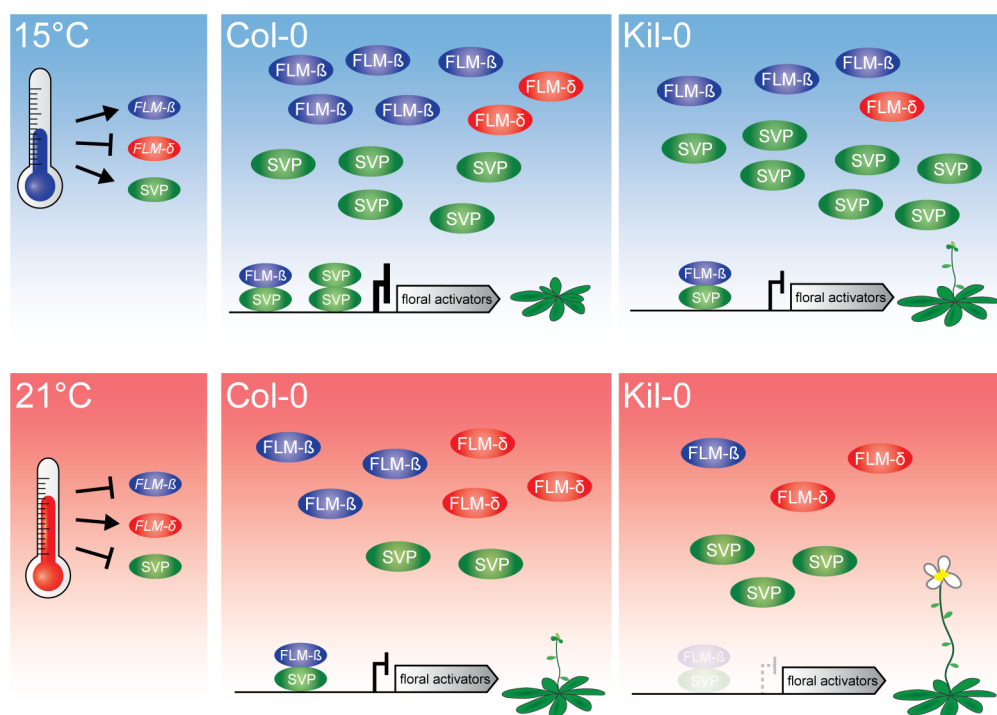 15°C
FLM-ß
FLM-δ
SVP
Col-0
FLM-ß
FLM-ß
FLM-ß
FLM-δ
FLM-ß
FLM-ß
FLM-δ
SVP
SVP
SVP
SVP
SVP
FLM-ß
SVP
SVP
SVP
floral activators
Kil-0
FLM-ß
FLM-ß
FLM-ß
FLM-δ
SVP
SVP
SVP
SVP
SVP
SVP
SVP
FLM-ß
SVP
floral activators
21°C
FLM-ß
FLM-δ
SVP
Col-0
FLM-ß
FLM-ß
FLM-δ
FLM-ß
FLM-δ
FLM-δ
SVP
SVP
FLM-ß
SVP
floral activators
Kil-0
FLM-ß
FLM-δ
FLM-δ
SVP
SVP
SVP
FLM-ß
SVP
floral activators